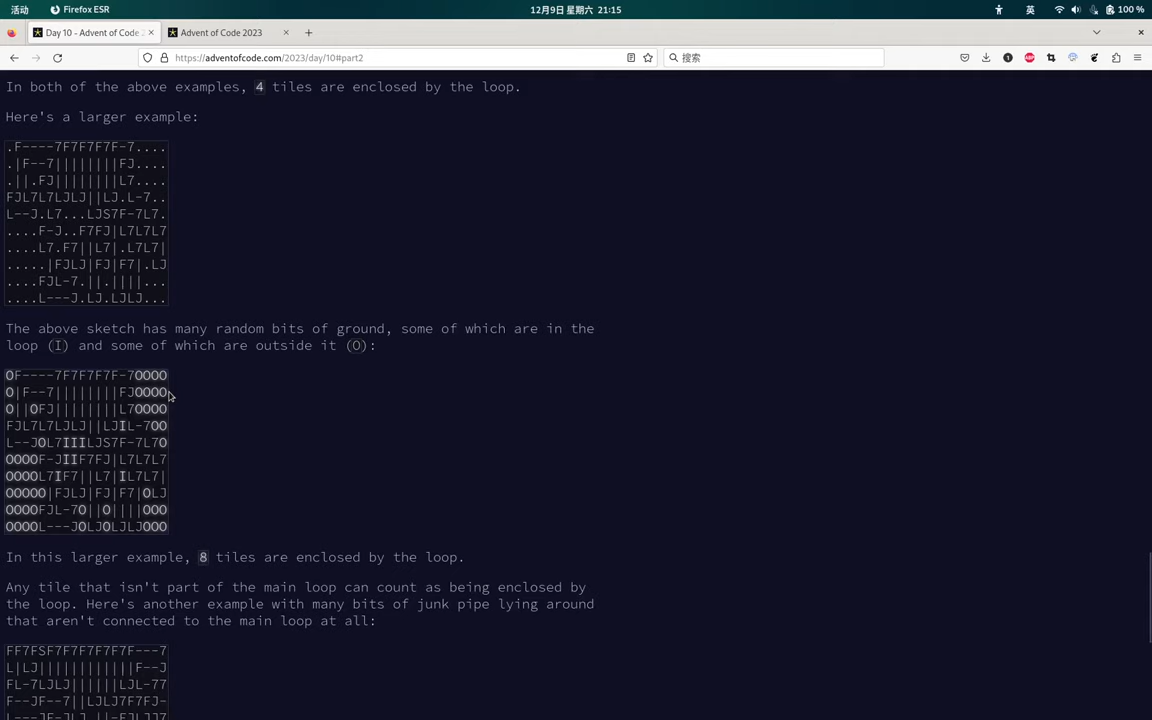 活动 Firefox ESR 12月9日 星期六 21:15 英 100 %
Day 10 - Advent of Code 2 Advent of Code 2023
https://adventofcode.com/2023/day/10#part2 搜索
In both of the above examples, 4 tiles are enclosed by the loop.
Here's a larger example:
.F----7F7F7F7F-7....
.|F--7||||||||FJ....
.||.FJ||||||||L7....
FJL7L7LJLJ||LJ.L-7..
L--J.L7...LJS7F-7L7.
....F-J..F7FJ|L7L7L7
....L7.F7||L7|.L7L7|
.....|FJLJ|FJ|F7|.LJ
....FJL-7.||.||||...
....L---J.LJ.LJLJ...
The above sketch has many random bits of ground, some of which are in the
loop (I) and some of which are outside it (O):
OF----7F7F7F7F-7OOOO
O|F--7||||||||FJOOOO
O||OFJ||||||||L7OOOO
FJL7L7LJLJ||LJIL-7OO
L--JOL7IIILJS7F-7L7O
OOOOF-JIIF7FJ|L7L7L7
OOOOL7IF7||L7|IL7L7|
OOOOO|FJLJ|FJ|F7|OLJ
OOOOFJL-7O||O||||OOO
OOOOL---JOLJOLJLJOOO
In this larger example, 8 tiles are enclosed by the loop.
Any tile that isn't part of the main loop can count as being enclosed by
the loop. Here's another example with many bits of junk pipe lying around
that aren't connected to the main loop at all:
FF7FSF7F7F7F7F7F---7
L|LJ||||||||||||F--J
FL-7LJLJ||||||LJL-77
F--JF--7||LJLJ7F7FJ-
L---JF-JLJ.||-FJLJJ7